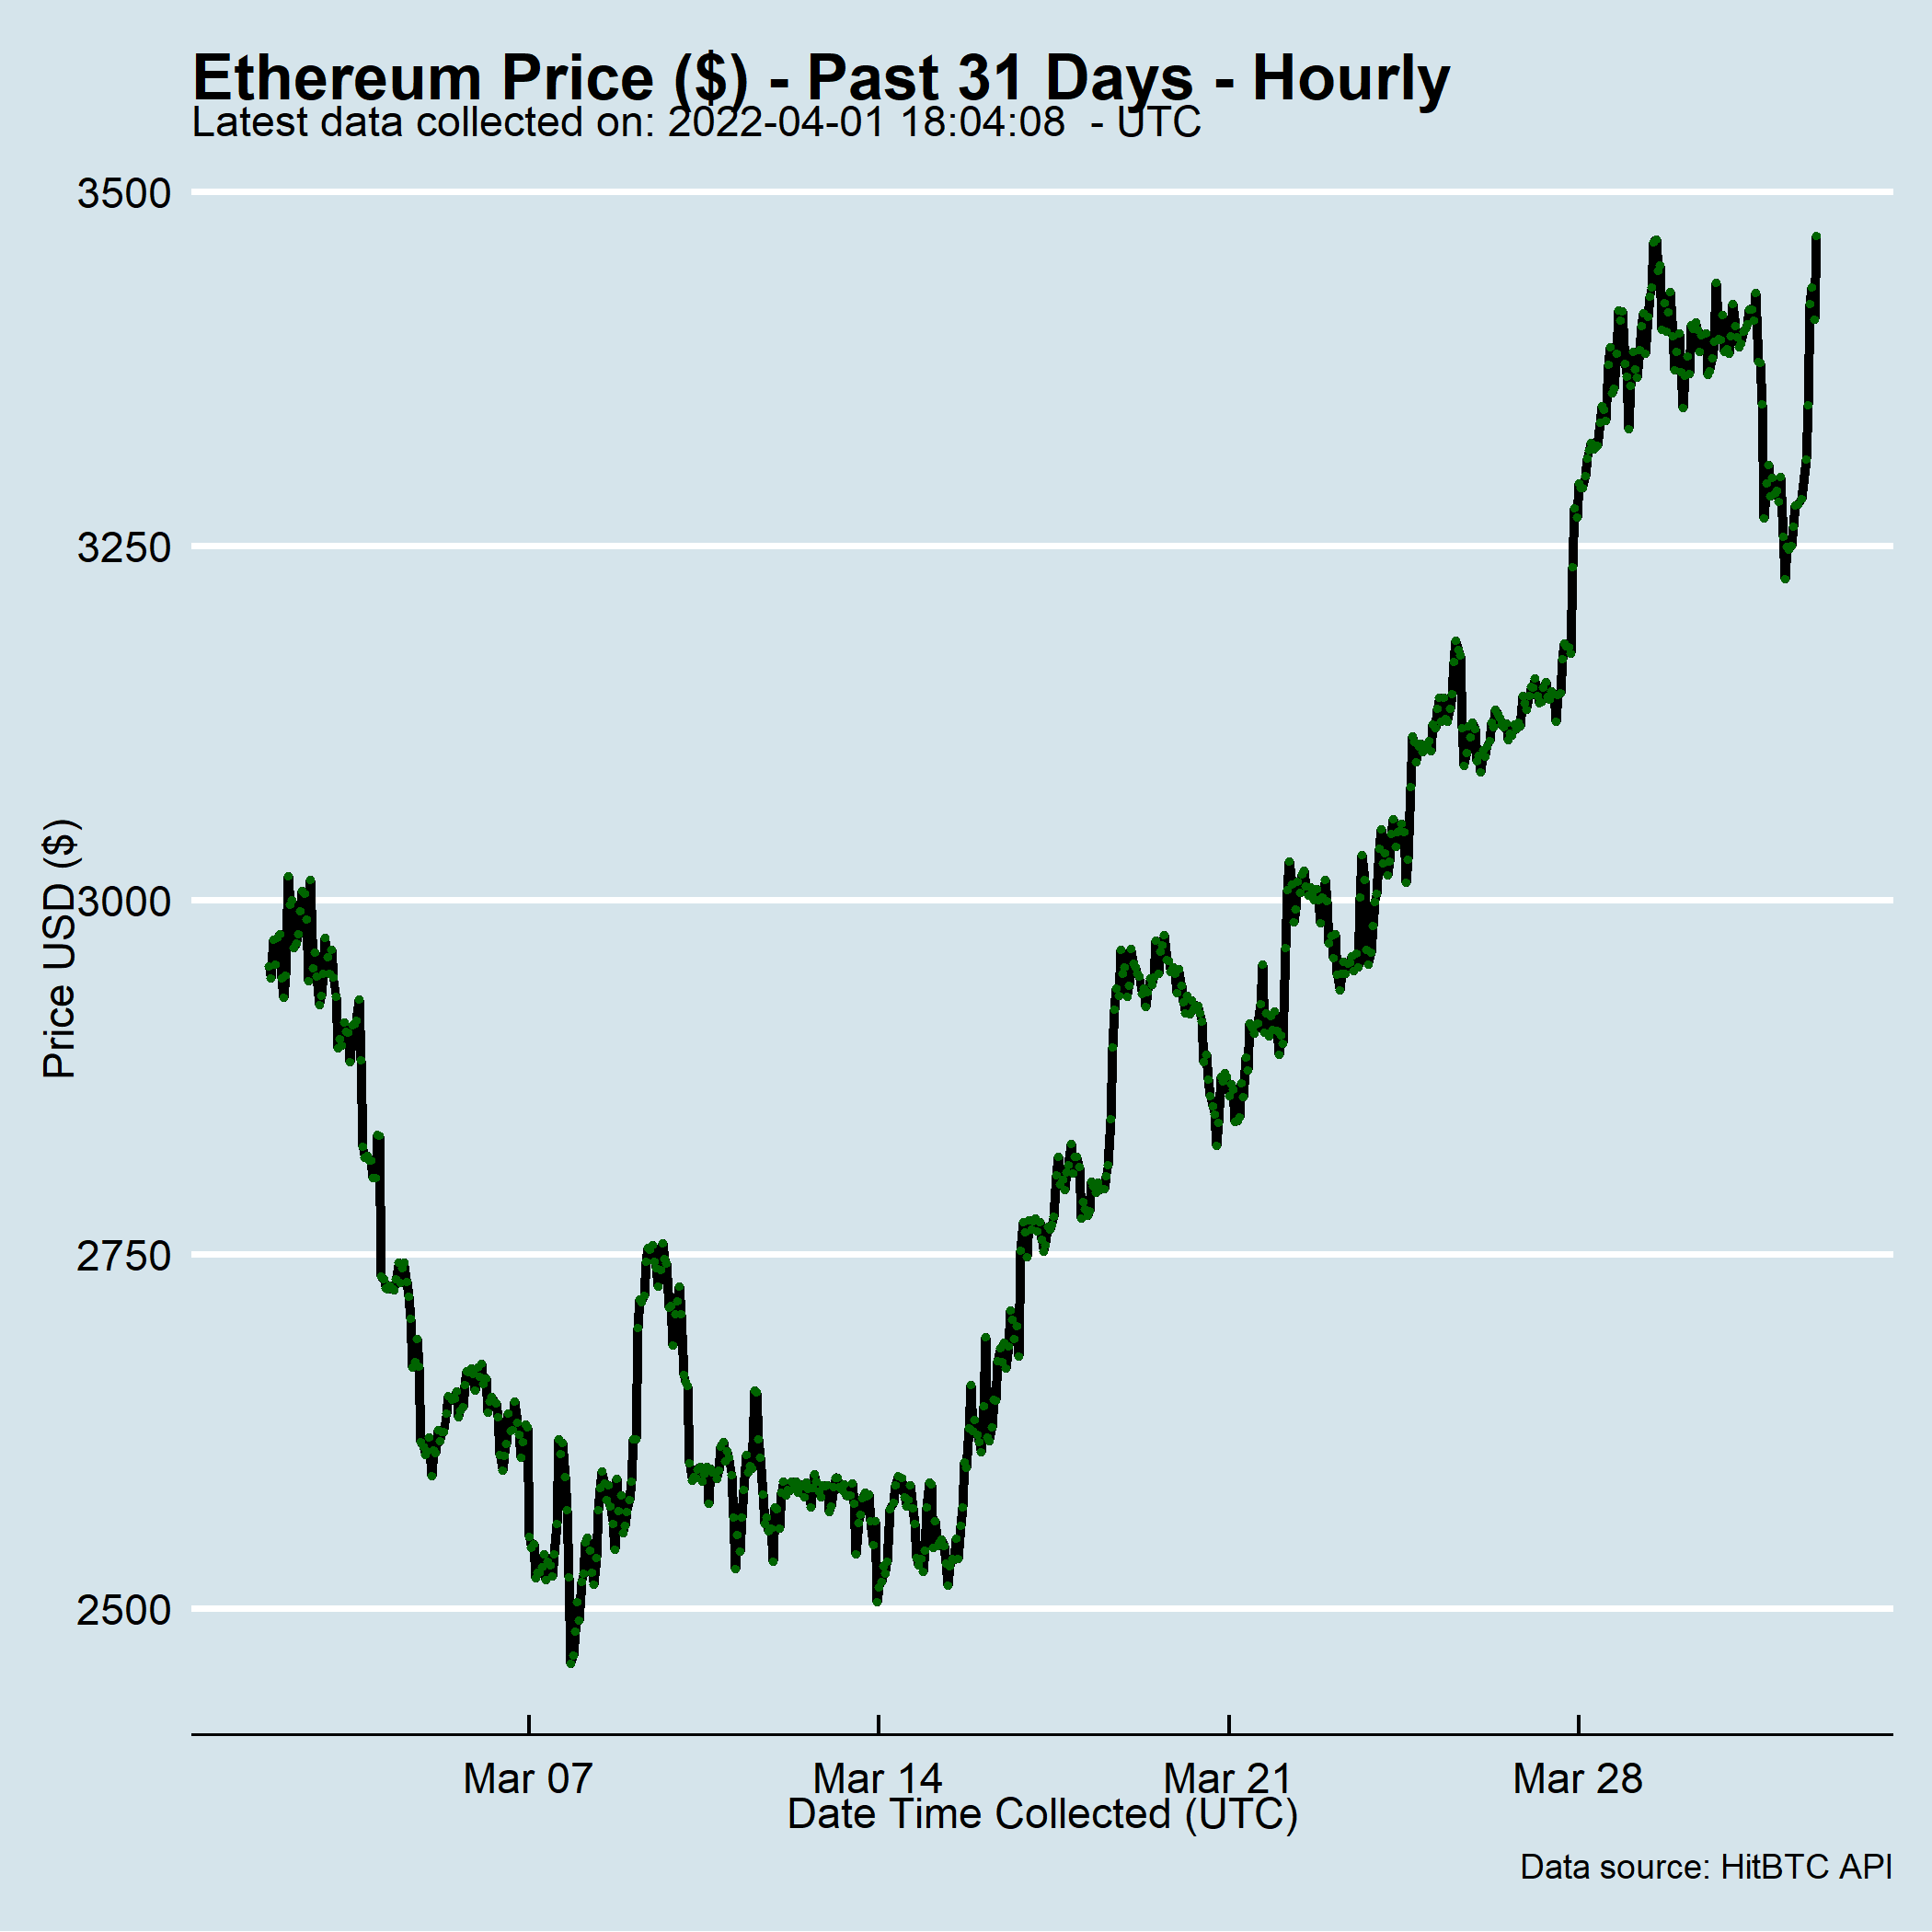 Ethereum Price ($) - Past 31 Days - Hourly
Latest data collected on: 2022-04-01 18:04:08  - UTC
3500
3250
3000
2750
2500
Price USD ($)
Mar 07
Mar 14
Mar 21
Mar 28
Date Time Collected (UTC)
Data source: HitBTC API